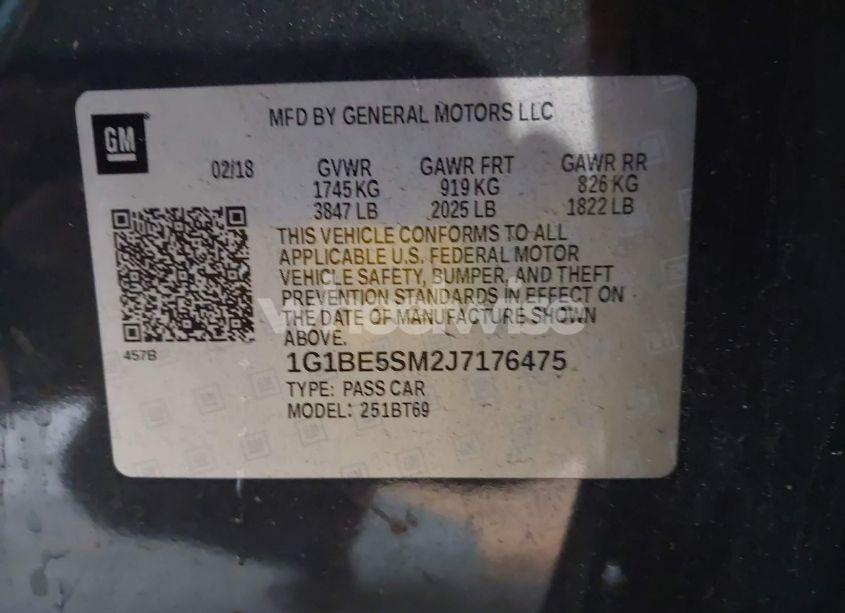 MFD BY GENERAL MOTORS LLC
GM
02/18 GVWR GAWR FRT GAWR RR
1745 KG 919 KG 826 KG
3847 LB 2025 LB 1822 LB
THIS VEHICLE CONFORMS TO ALL
APPLICABLE U.S. FEDERAL MOTOR
VEHICLE SAFETY, BUMPER, AND THEFT
PREVENTION STANDARDS IN EFFECT ON
THE DATE OF MANUFACTURE SHOWN
ABOVE.
457B
1G1BE5SM2J7176475
TYPE: PASS CAR
MODEL: 251BT69